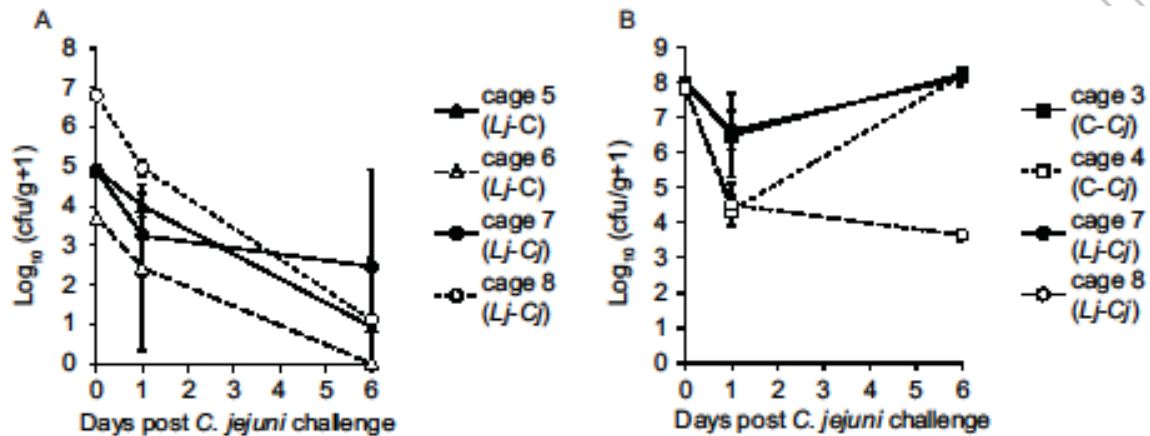 A
8
7
6
5
4
3
2
1
0
Log₁₀ (cfu/g+1)
0 1 2 3 4 5 6
Days post C. jejuni challenge
cage 5
(Lj-C)
cage 6
(Lj-C)
cage 7
(Lj-Cj)
cage 8
(Lj-Cj)
B
9
8
7
6
5
4
3
2
1
0
Log₁₀ (cfu/g+1)
0 1 2 3 4 5 6
Days post C. jejuni challenge
cage 3
(C-Cj)
cage 4
(C-Cj)
cage 7
(Lj-Cj)
cage 8
(Lj-Cj)